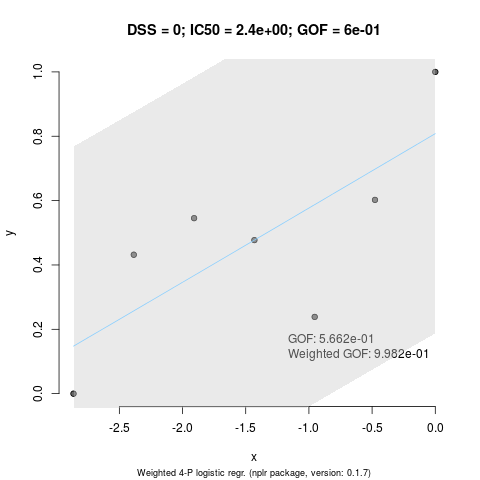 DSS = 0; IC50 = 2.4e+00; GOF = 6e-01
1.0
0.8
0.6
0.4
0.2
0.0
y
GOF: 5.662e-01
Weighted GOF: 9.982e-01
-2.5 -2.0 -1.5 -1.0 -0.5 0.0
x
Weighted 4-P logistic regr. (nplr package, version: 0.1.7)